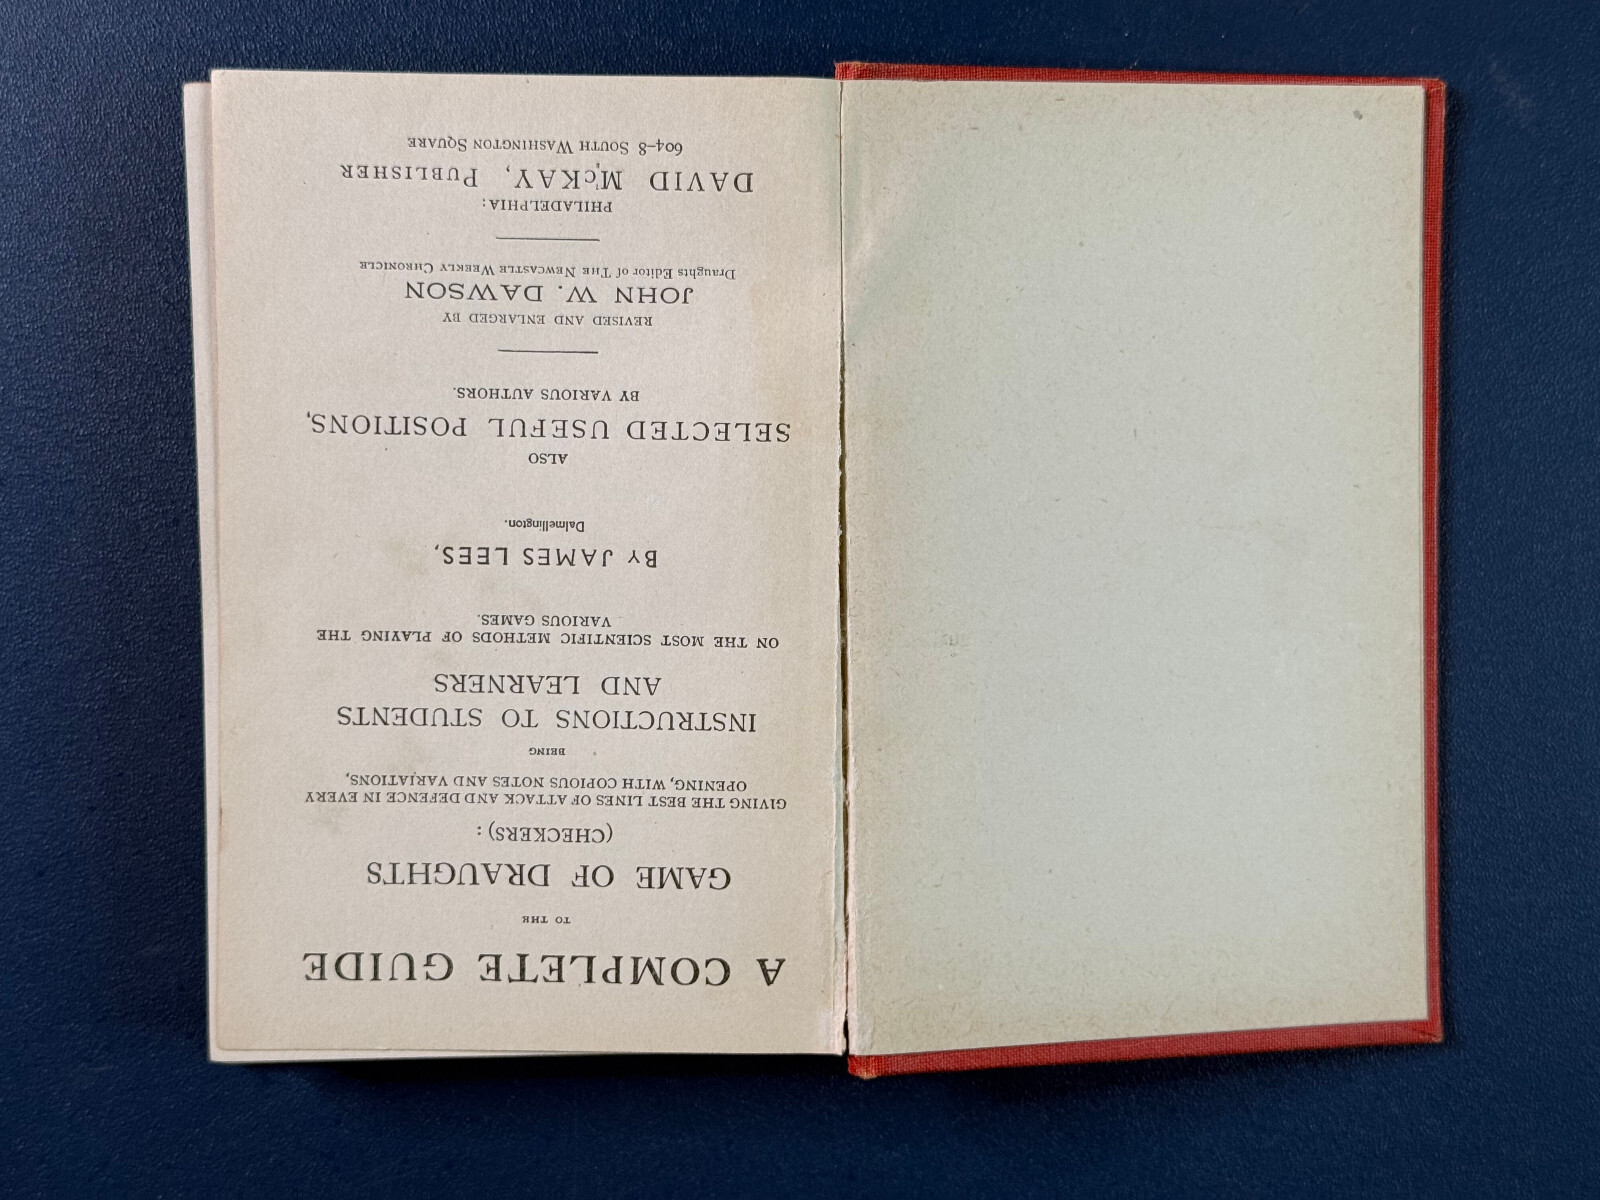 A COMPLETE GUIDE
TO THE
GAME OF DRAUGHTS
(CHECKERS):
GIVING THE BEST LINES OF ATTACK AND DEFENCE IN EVERY
OPENING, WITH COPIOUS NOTES AND VARIATIONS,
BEING
INSTRUCTIONS TO STUDENTS
AND LEARNERS
ON THE MOST SCIENTIFIC METHODS OF PLAYING THE
VARIOUS GAMES.
BY JAMES LEES,
Dalmellington.
ALSO
SELECTED USEFUL POSITIONS,
BY VARIOUS AUTHORS.
REVISED AND ENLARGED BY
JOHN W. DAWSON
Draughts Editor of THE NEWCASTLE WEEKLY CHRONICLE
PHILADELPHIA:
DAVID McKAY, PUBLISHER
604-8 SOUTH WASHINGTON SQUARE